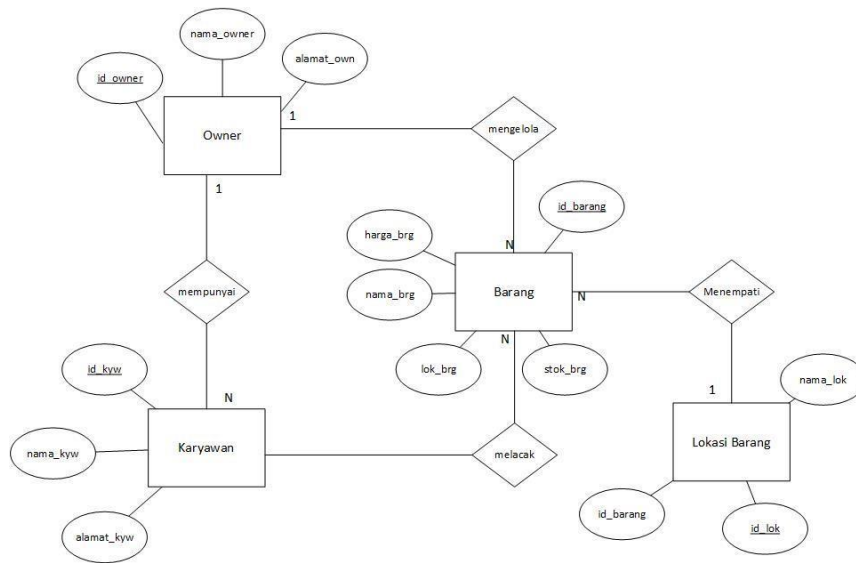 nama_owner
alamat_own
id_owner
1
Owner
mengelola
1
id_barang
harga_brg
N
mempunyai
nama_brg
Barang
N
Menempati
N
id_kyw
lok_brg
stok_brg
nama_lok
N
1
nama_kyw
Karyawan
melacak
Lokasi Barang
id_barang
id_lok
alamat_kyw